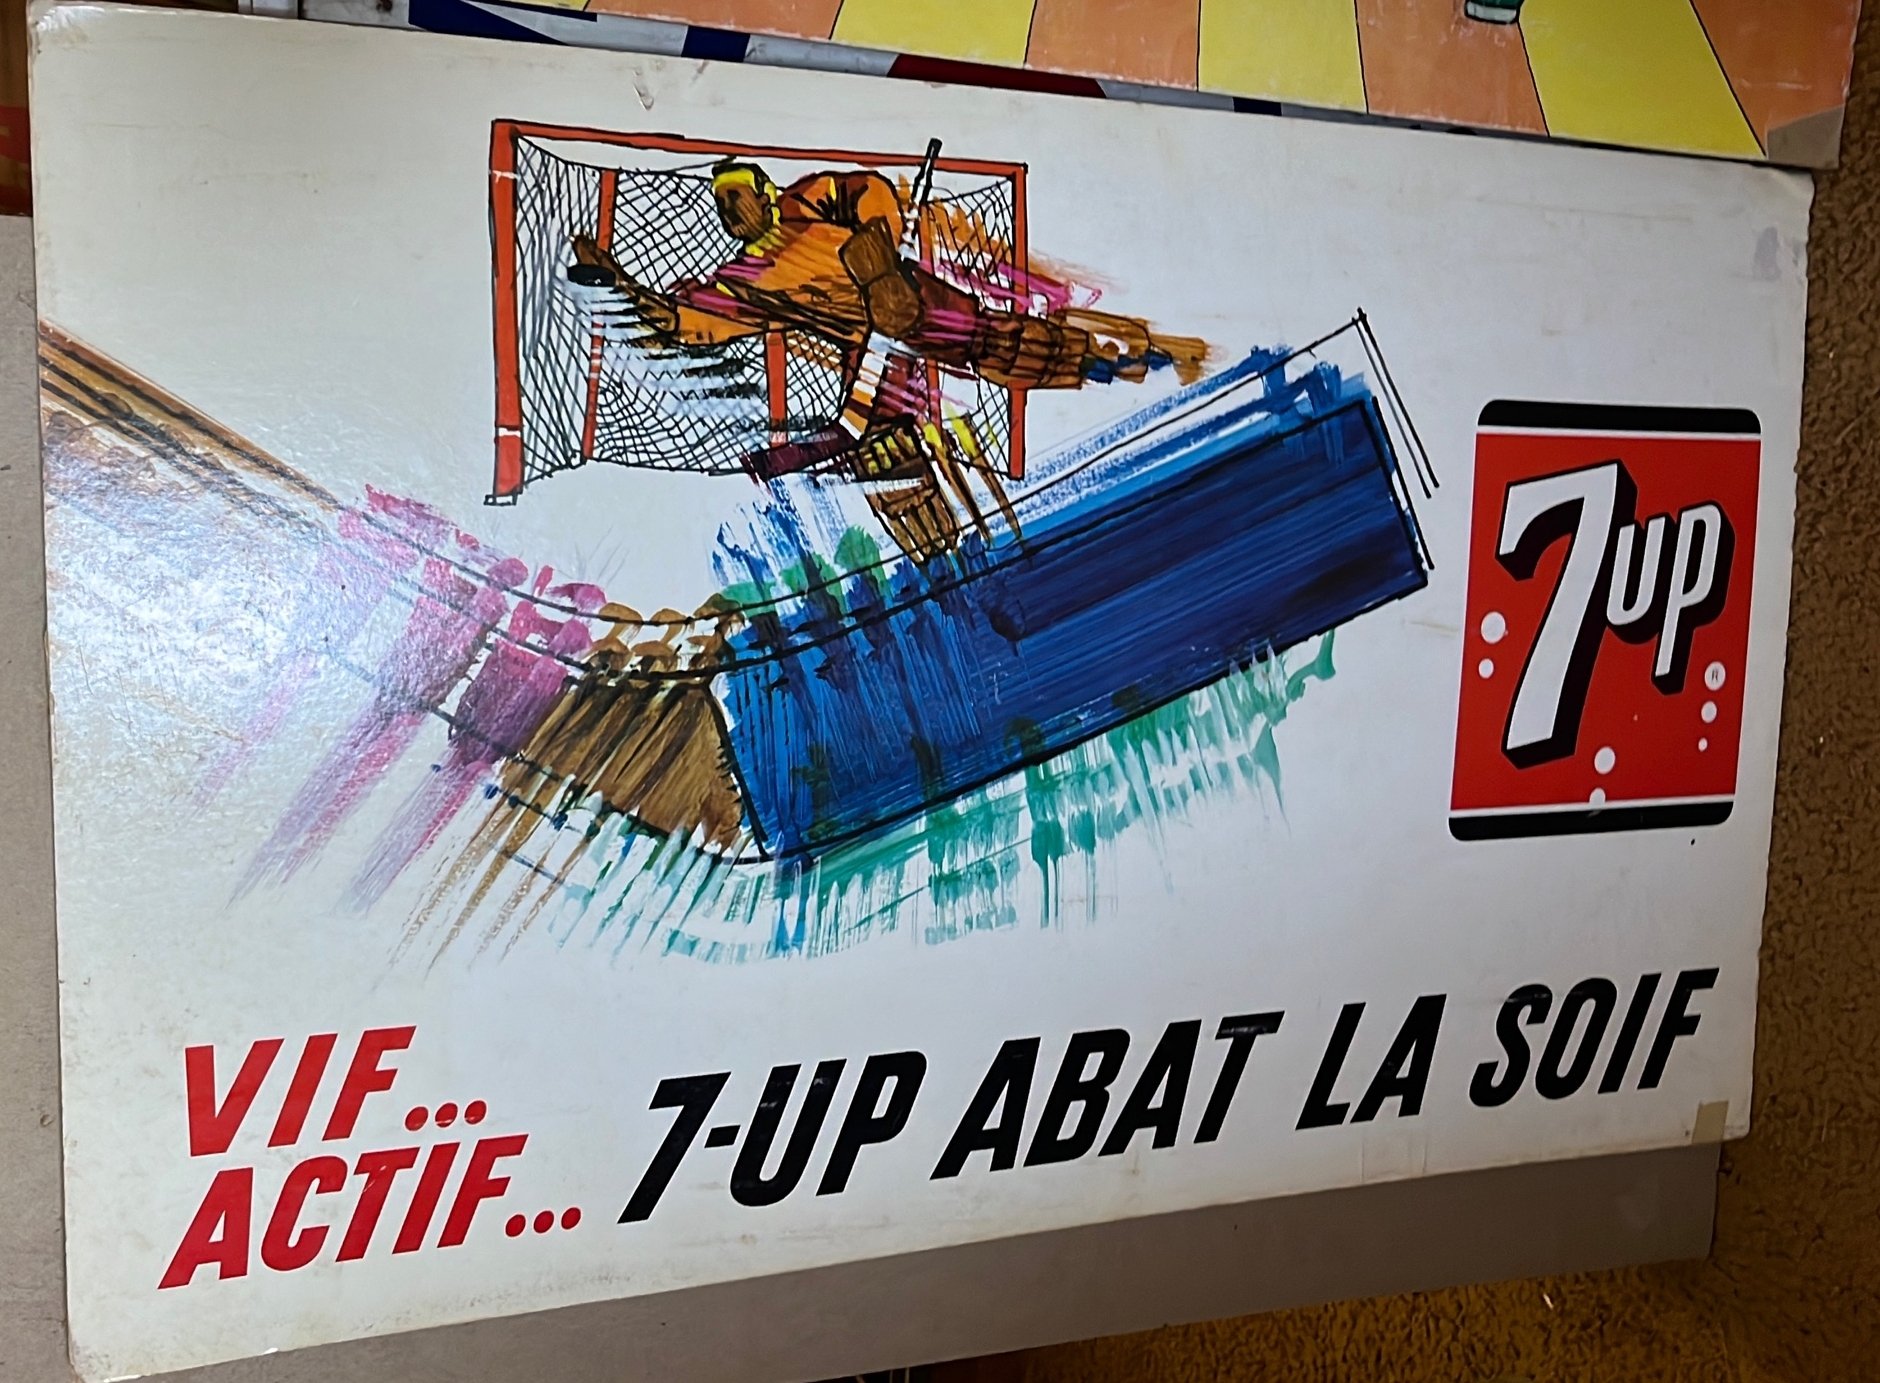 7up
®
VIF...
ACTIF... 7-UP ABAT LA SOIF